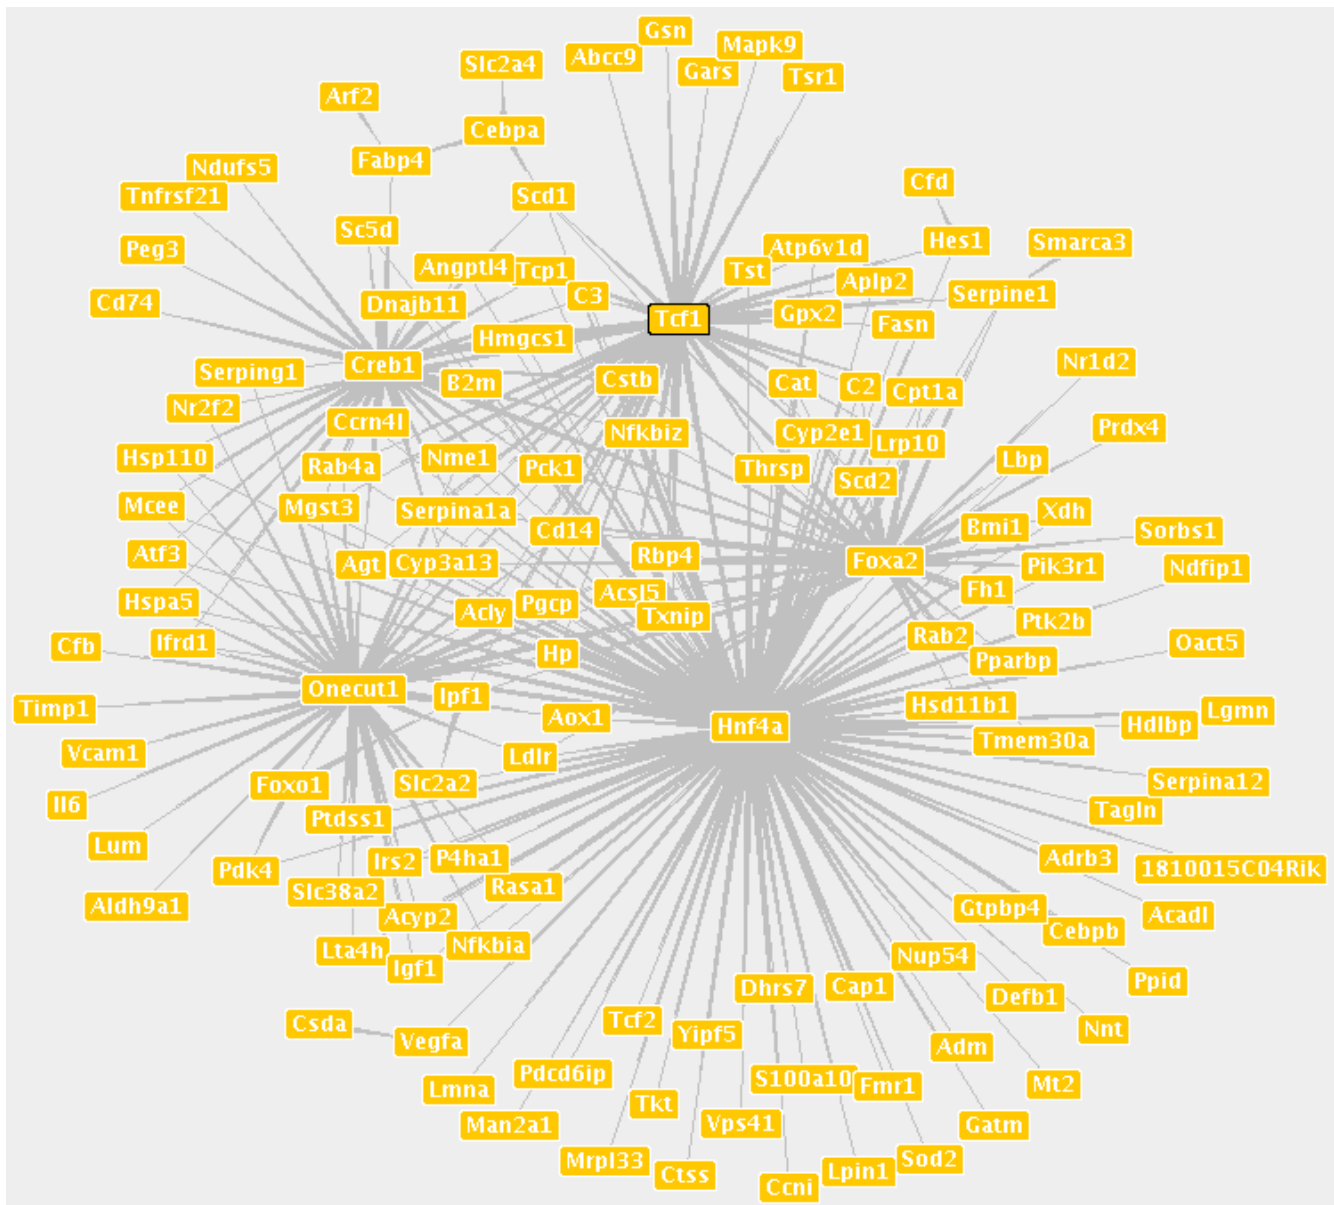 Gsn
Mapk9
Abcc9
Gars
Slc2a4
Tsr1
Arf2
Cebpa
Fabp4
Ndufs5
Cfd
Tnfrsf21
Scd1
Sc5d
Hes1
Smarca3
Peg3
Atp6v1d
Angptl4
Tcp1
Tst
Aplp2
C3
Serpine1
Cd74
Dnajb11
Tcf1
Gpx2
Fasn
Hmgcs1
Nr1d2
Creb1
Serping1
B2m
Cstb
Cat
C2
Cpt1a
Nr2f2
Ccrn4l
Nfkbiz
Cyp2e1
Prdx4
Lrp10
Hsp110
Nme1
Lbp
Rab4a
Pck1
Thrsp
Scd2
Mcee
Mgst3
Serpina1a
Xdh
Bmi1
Cd14
Sorbs1
Atf3
Rbp4
Agt
Cyp3a13
Foxa2
Pik3r1
Ndfip1
Fh1
Hspa5
Acsl5
Pgcp
Acly
Txnip
Ptk2b
Rab2
Cfb
Ifrd1
Oact5
Hp
Pparbp
Onecut1
Ipf1
Hsd11b1
Timp1
Lgmn
Aox1
Hnf4a
Hdlbp
Tmem30a
Vcam1
Ldlr
Foxo1
Slc2a2
Serpina12
Il6
Tagln
Ptdss1
Lum
Irs2
P4ha1
Adrb3
Pdk4
1810015C04Rik
Slc38a2
Rasa1
Aldh9a1
Acyp2
Gtpbp4
Acadl
Cebpb
Lta4h
Nfkbia
Igf1
Nup54
Dhrs7
Cap1
Ppid
Defb1
Csda
Tcf2
Vegfa
Yipf5
Nnt
Adm
Pdcd6ip
S100a10
Fmr1
Lmna
Mt2
Tkt
Man2a1
Vps41
Gatm
Mrpl33
Ctss
Sod2
Lpin1
Ccni